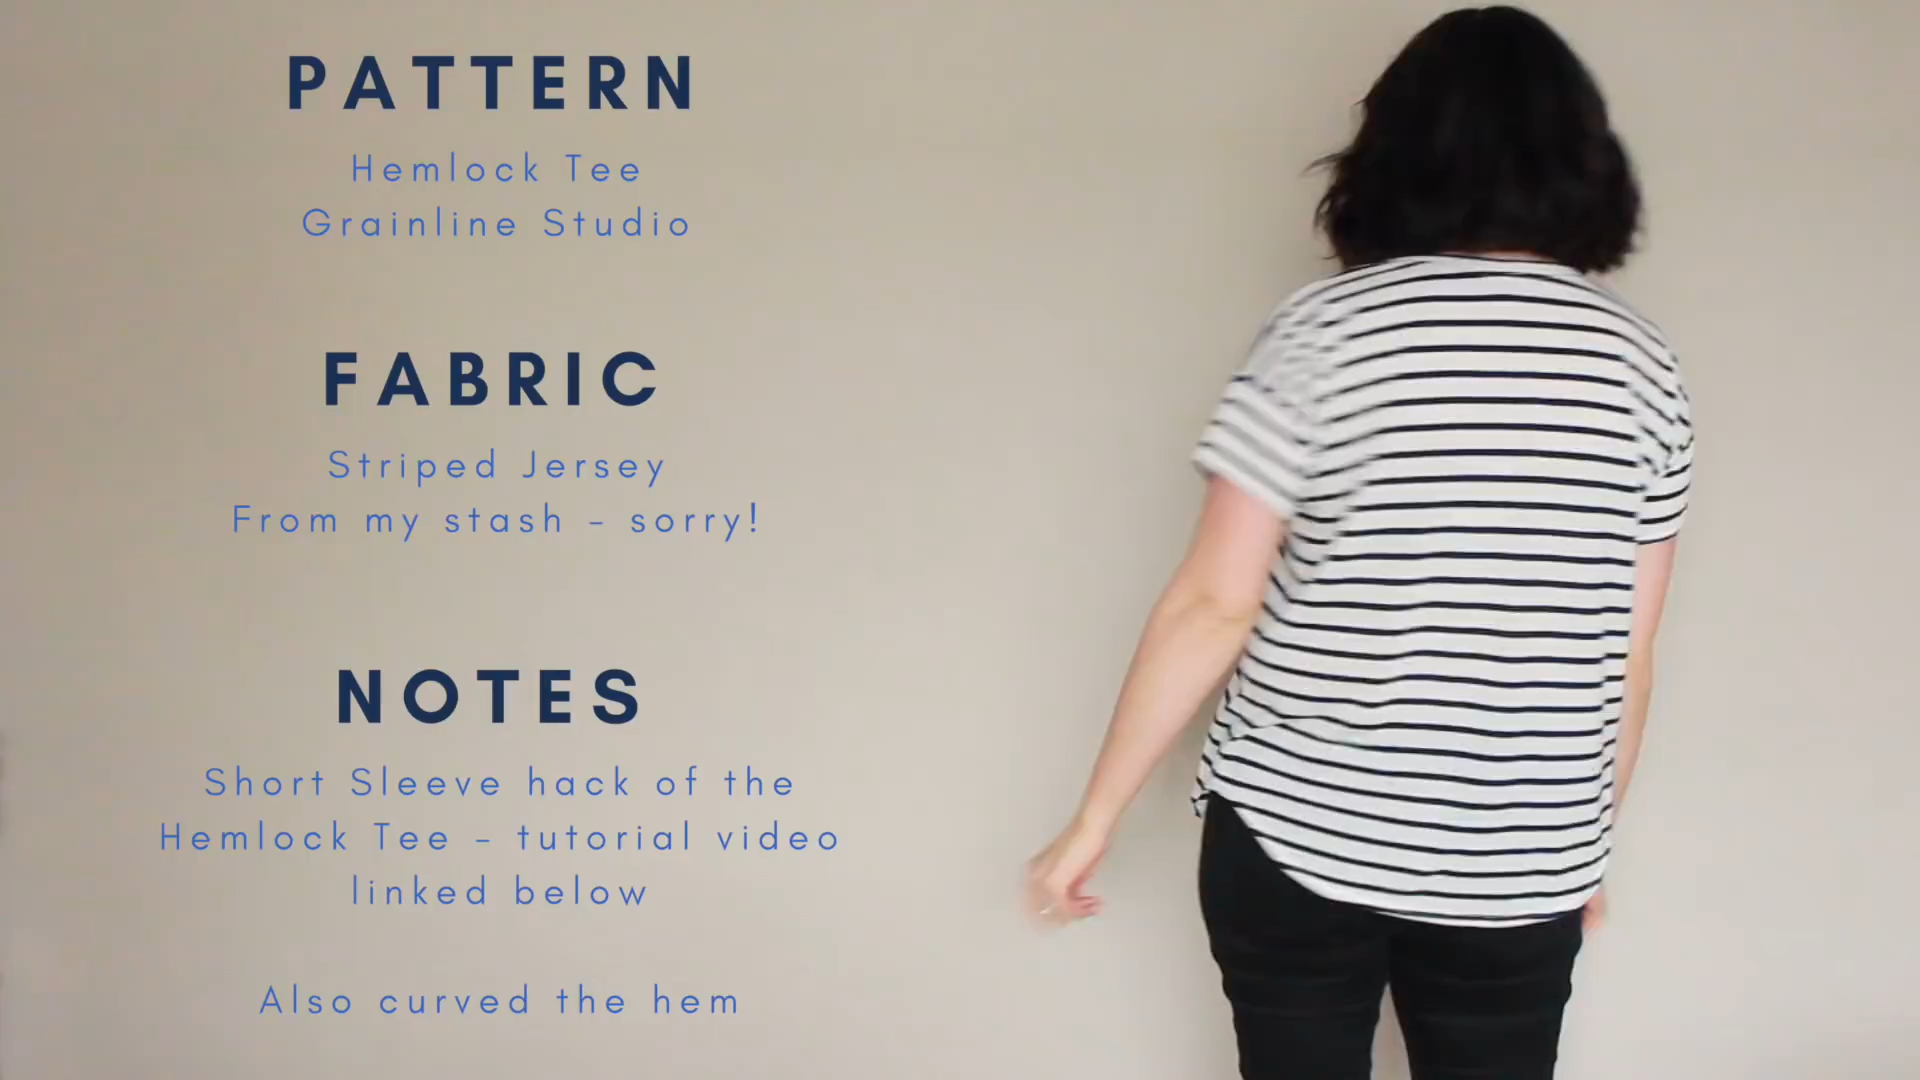 PATTERN
Hemlock Tee
Grainline Studio
FABRIC
Striped Jersey
From my stash - sorry!
NOTES
Short Sleeve hack of the
Hemlock Tee - tutorial video
linked below
Also curved the hem